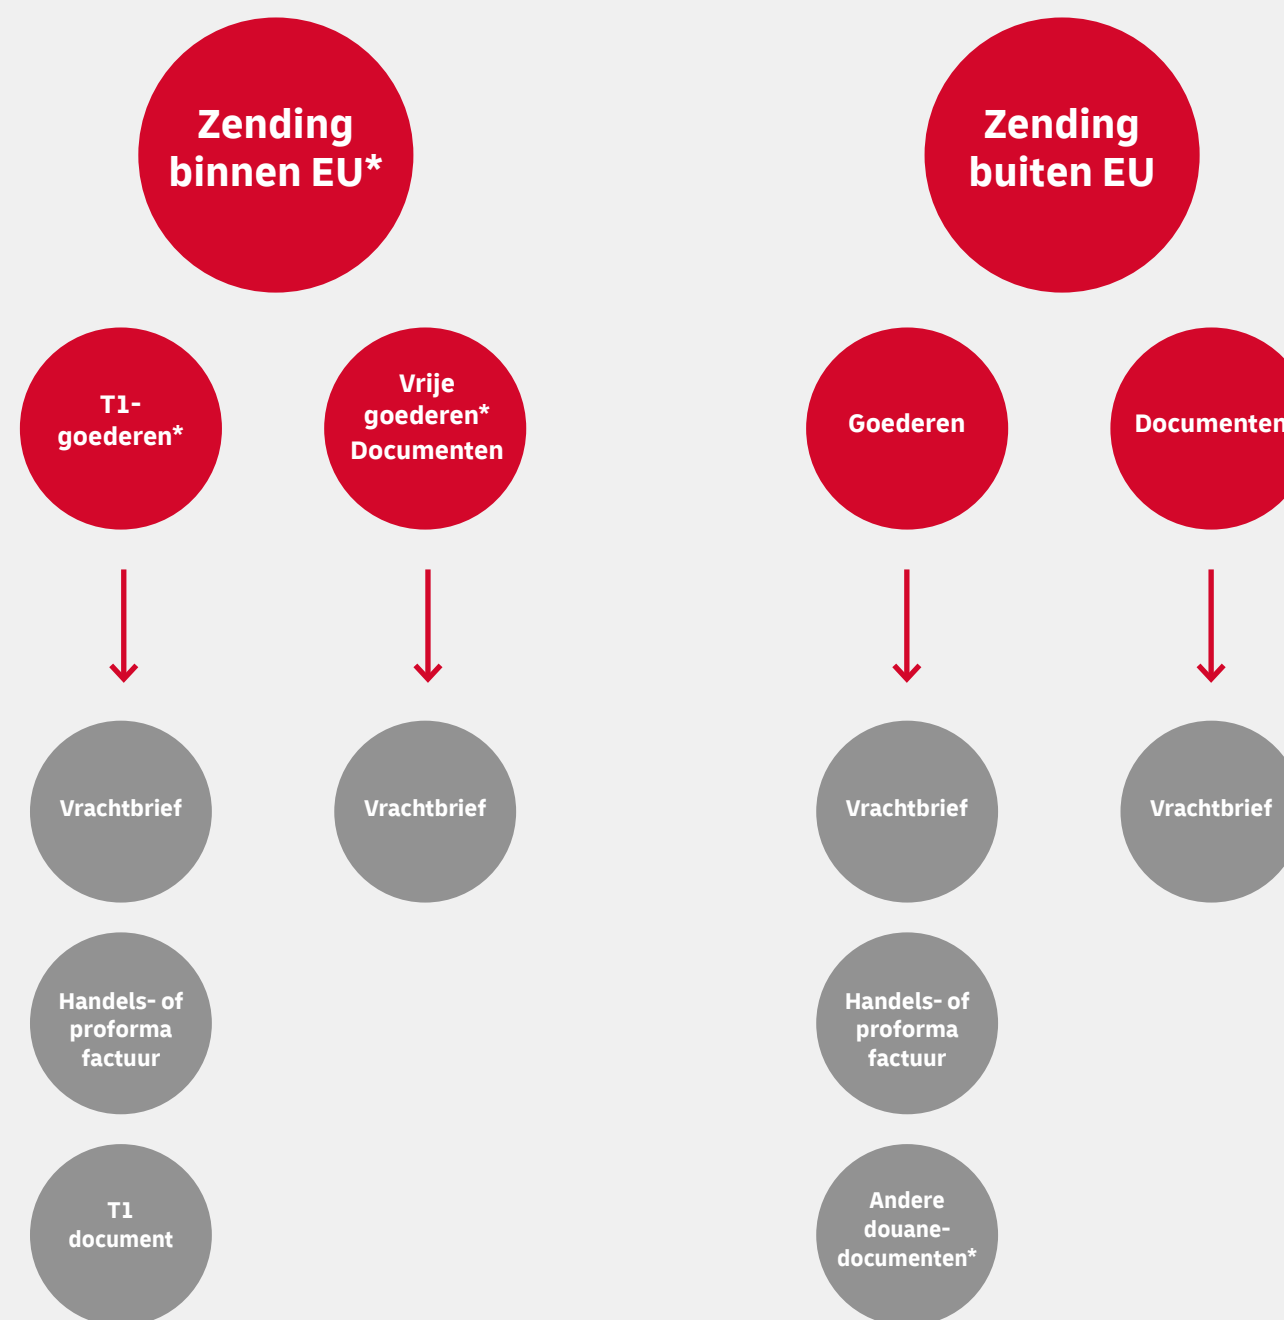 Zending
binnen EU*
Zending
buiten EU
T1-
goederen*
Vrije
goederen*
Documenten
Goederen
Documenten
Vrachtbrief
Vrachtbrief
Vrachtbrief
Vrachtbrief
Handels- of
proforma
factuur
Handels- of
proforma
factuur
T1
document
Andere
douane-
documenten*